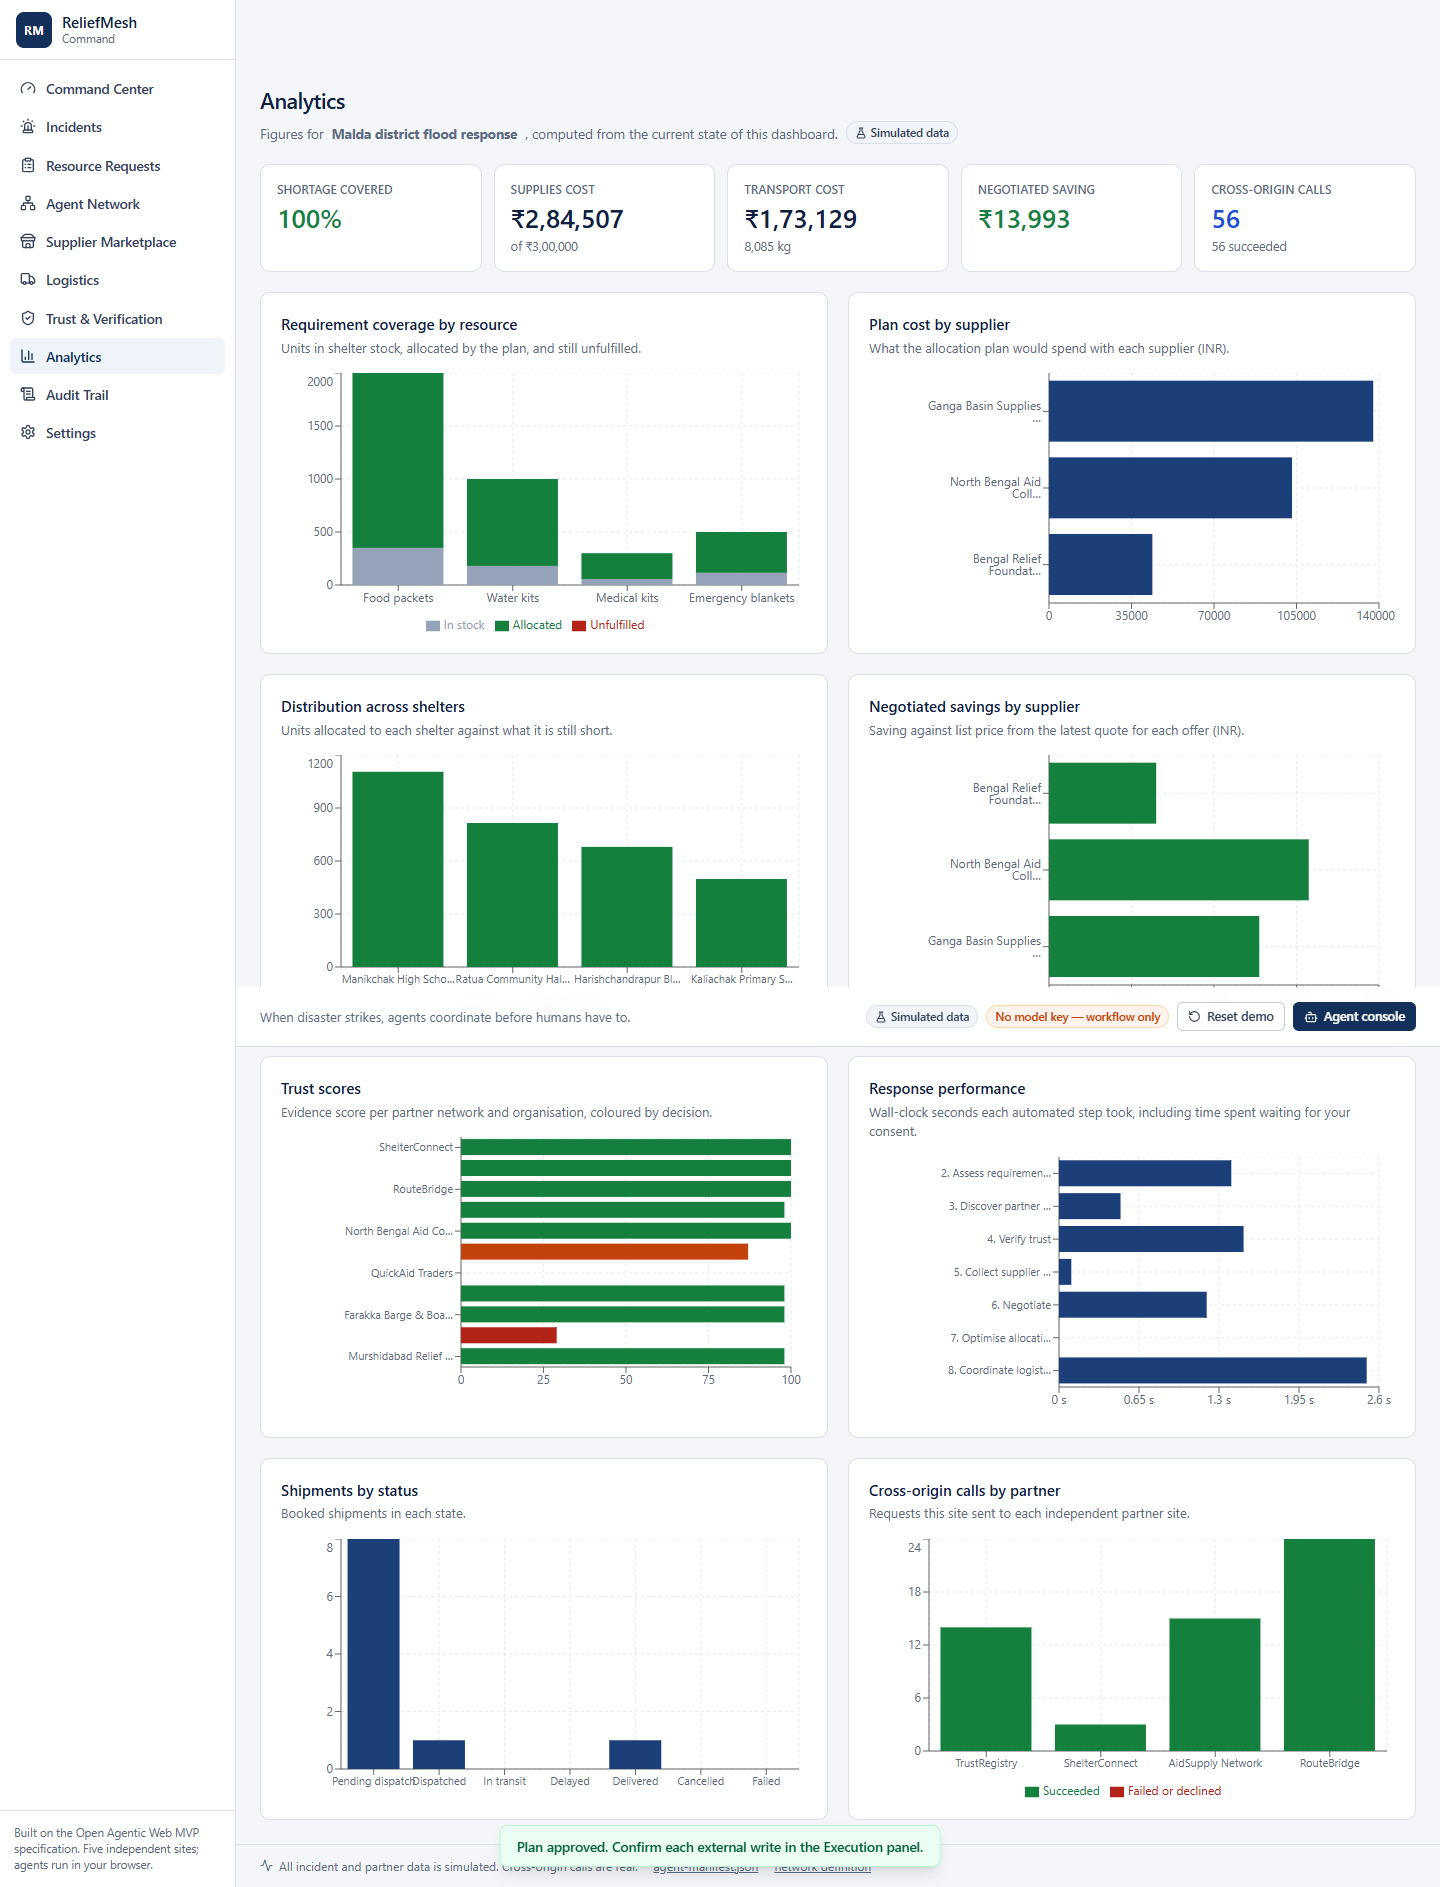 RM
ReliefMesh
Command
Command Center
Incidents
Resource Requests
Agent Network
Supplier Marketplace
Logistics
Trust & Verification
Analytics
Audit Trail
Settings
Built on the Open Agentic Web MVP
specification. Five independent sites;
agents run in your browser.
Analytics
Figures for Malda district flood response , computed from the current state of this dashboard. Simulated data
SHORTAGE COVERED
100%
SUPPLIES COST
₹2,84,507
of ₹3,00,000
TRANSPORT COST
₹1,73,129
8,085 kg
NEGOTIATED SAVING
₹13,993
CROSS-ORIGIN CALLS
56
56 succeeded
Requirement coverage by resource
Units in shelter stock, allocated by the plan, and still unfulfilled.
2000
1500
1000
500
0
Food packets Water kits Medical kits Emergency blankets
In stock Allocated Unfulfilled
Plan cost by supplier
What the allocation plan would spend with each supplier (INR).
Ganga Basin Supplies
...
North Bengal Aid
Coll...
Bengal Relief
Foundat...
0 35000 70000 105000 140000
Distribution across shelters
Units allocated to each shelter against what it is still short.
1200
900
600
300
0
Manikchak High Scho... Ratua Community Hal... Harishchandrapur Bl... Kaliachak Primary S...
Negotiated savings by supplier
Saving against list price from the latest quote for each offer (INR).
Bengal Relief
Foundat...
North Bengal Aid
Coll...
Ganga Basin Supplies
...
When disaster strikes, agents coordinate before humans have to.
Simulated data No model key — workflow only Reset demo Agent console
Trust scores
Evidence score per partner network and organisation, coloured by decision.
ShelterConnect
RouteBridge
North Bengal Aid Co...
QuickAid Traders
Farakka Barge & Boa...
Murshidabad Relief ...
0 25 50 75 100
Response performance
Wall-clock seconds each automated step took, including time spent waiting for your
consent.
2. Assess requiremen...
3. Discover partner ...
4. Verify trust
5. Collect supplier ...
6. Negotiate
7. Optimise allocati...
8. Coordinate logist...
0 s 0.65 s 1.3 s 1.95 s 2.6 s
Shipments by status
Booked shipments in each state.
8
6
4
2
0
Pending dispatch Dispatched In transit Delayed Delivered Cancelled Failed
Cross-origin calls by partner
Requests this site sent to each independent partner site.
24
18
12
6
0
TrustRegistry ShelterConnect AidSupply Network RouteBridge
Succeeded Failed or declined
Plan approved. Confirm each external write in the Execution panel.
All incident and partner data is simulated. Cross-origin calls are real. agent-manifest.json network definition